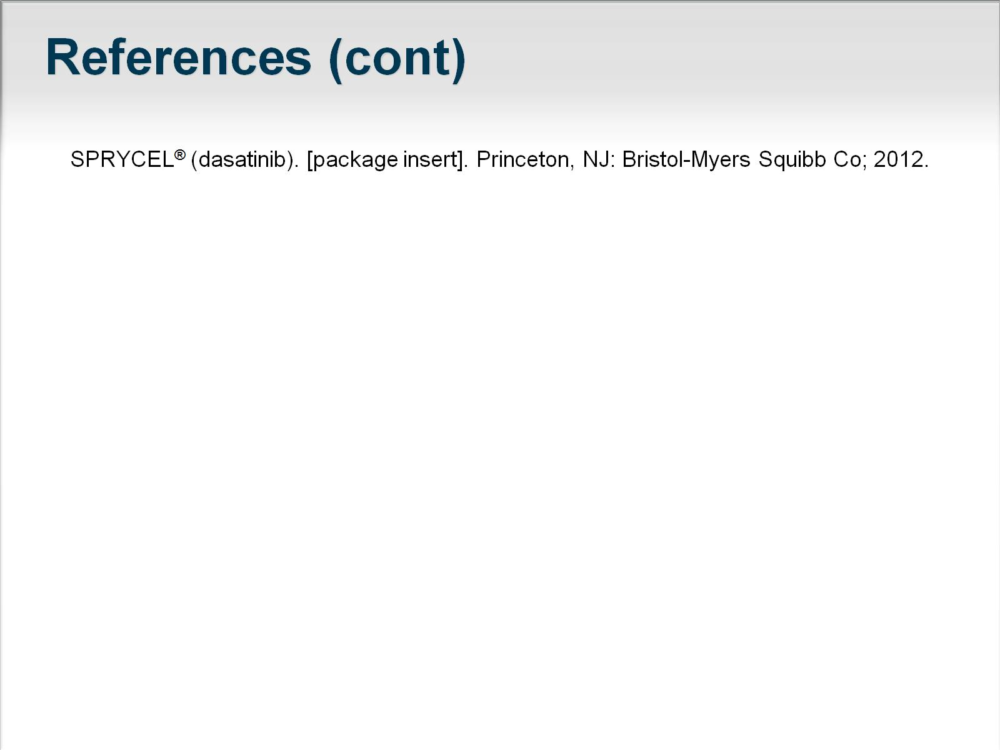 References (cont)
SPRYCEL® (dasatinib). [package insert]. Princeton, NJ: Bristol-Myers Squibb Co; 2012.